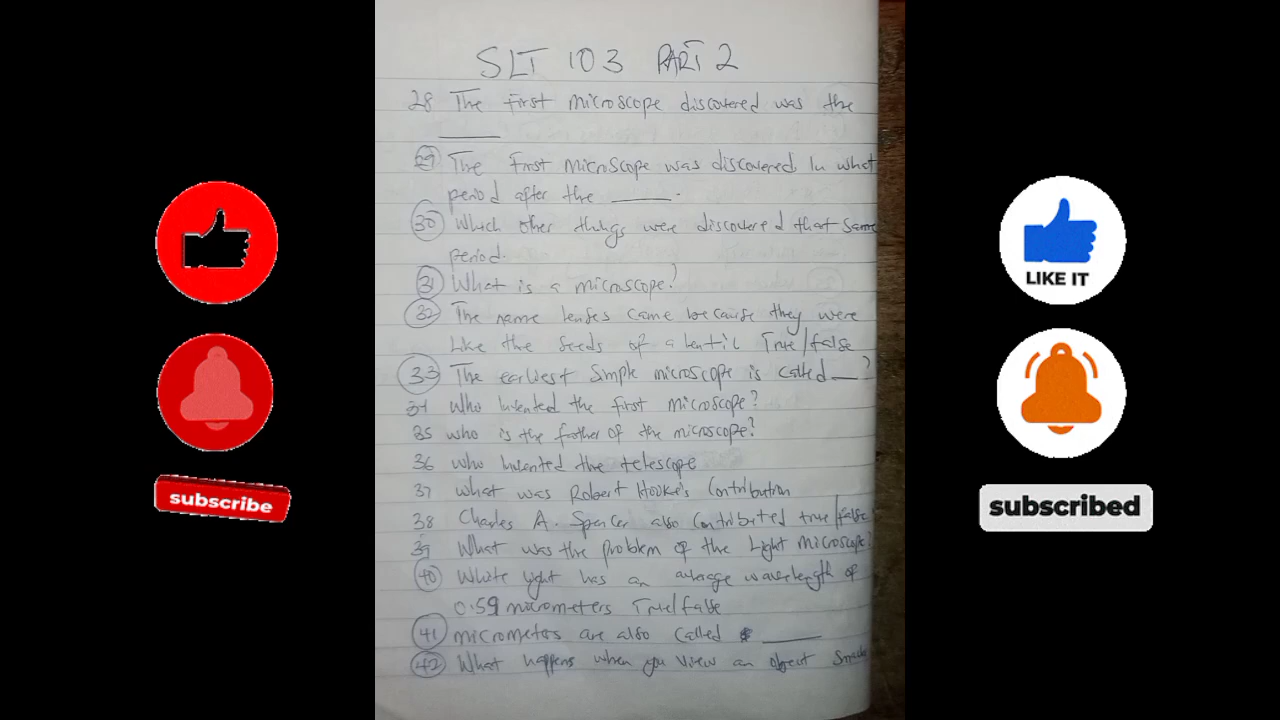 SLT 103 PART 2
28 The first microscope discovered was the
_____
29 The First microscope was discovered In what
period after the _____.
30 Which other things were discovered that same
period.
31 What is a microscope?
32 The name lenses came because they were
Like the seeds of a lentil True/false
33 The earliest simple microscope is called __?
34 Who Invented the first microscope?
35 who is the father of the microscope?
36 who Invented the telescope
37 what was Robert Hooke's Contribution
38 Charles A. Spencer also Contributed true/false
39 What was the problem of the Light microscope?
40 White light has an average wavelength of
0.59 micrometers True/false
41 micrometers are also called _____
42 What happens when you view an object
LIKE IT
subscribe
subscribed